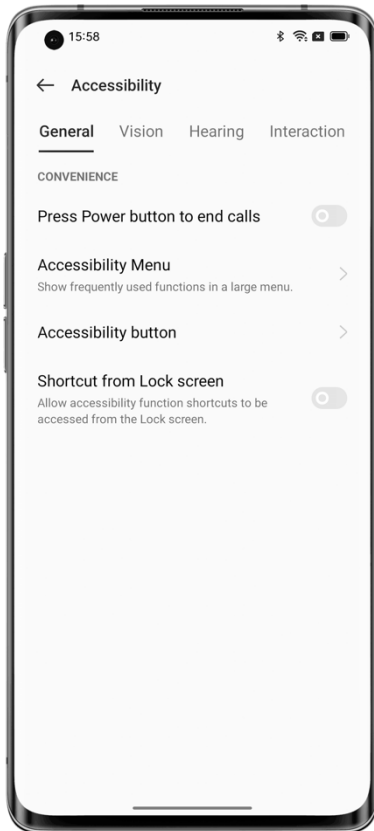 15:58
Accessibility
General Vision Hearing Interaction
CONVENIENCE
Press Power button to end calls
Accessibility Menu
Show frequently used functions in a large menu.
Accessibility button
Shortcut from Lock screen
Allow accessibility function shortcuts to be
accessed from the Lock screen.